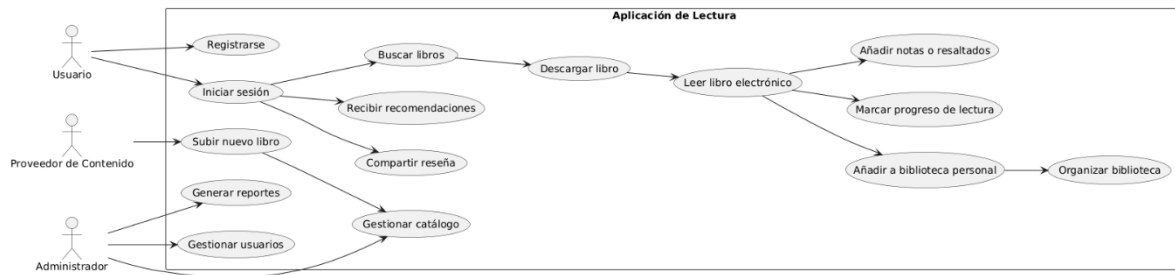 Aplicación de Lectura
Usuario
Registrarse
Iniciar sesión
Buscar libros
Recibir recomendaciones
Compartir reseña
Descargar libro
Leer libro electrónico
Añadir notas o resaltados
Marcar progreso de lectura
Añadir a biblioteca personal
Organizar biblioteca
Proveedor de Contenido
Subir nuevo libro
Administrador
Generar reportes
Gestionar usuarios
Gestionar catálogo